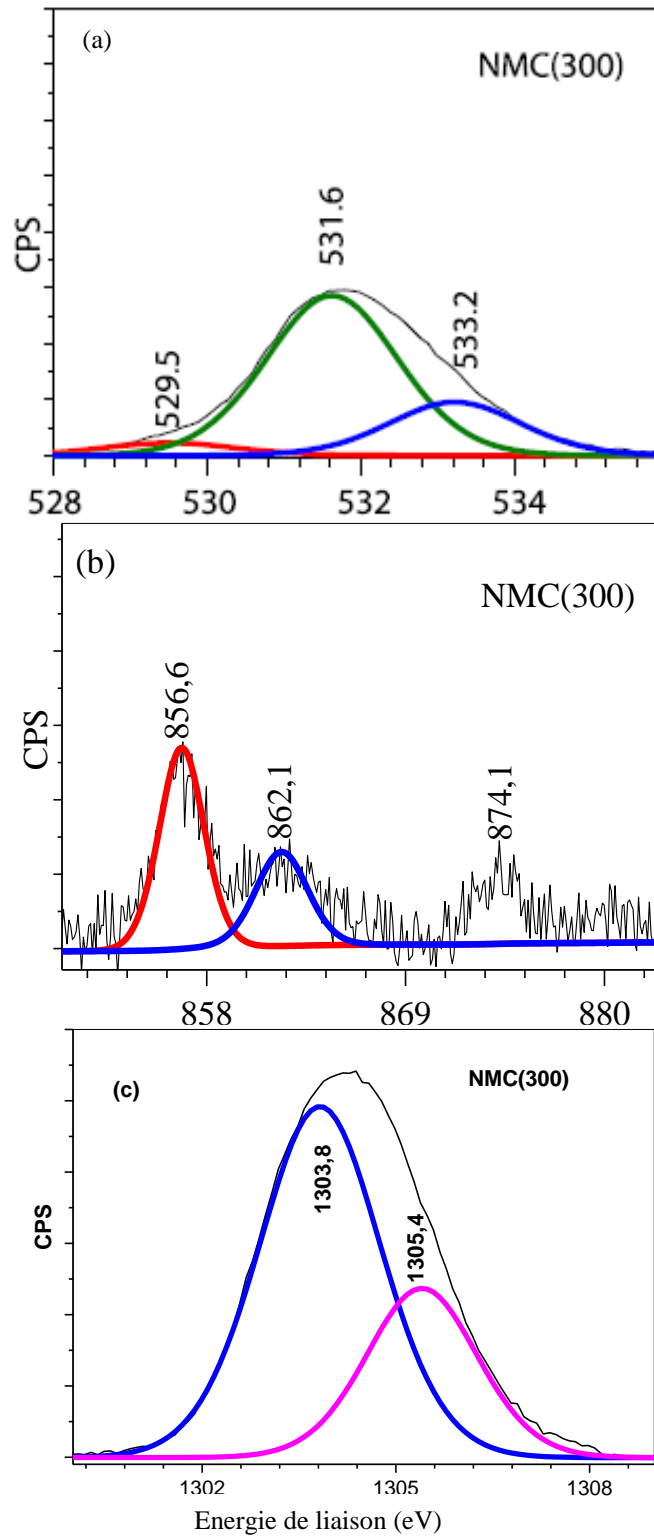 (a)
NMC(300)
CPS
529.5
531.6
533.2
528 530 532 534
(b)
NMC(300)
CPS
856,6
862,1
874,1
858 869 880
(c)
NMC(300)
CPS
1303,8
1305,4
1302 1305 1308
Energie de liaison (eV)